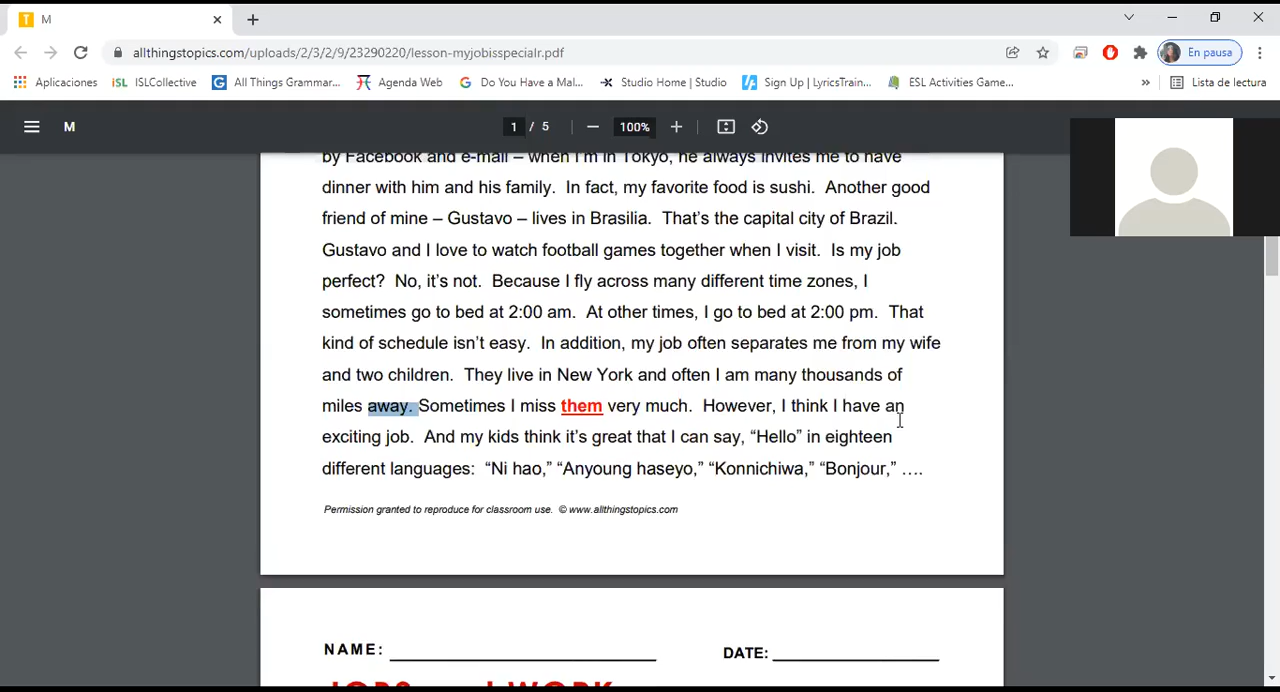 M
allthingstopics.com/uploads/2/3/2/9/23290220/lesson-myjobisspecialr.pdf
En pausa
Aplicaciones
iSLCollective
All Things Grammar...
Agenda Web
Do You Have a Mal...
Studio Home | Studio
Sign Up | LyricsTrain...
ESL Activities Game...
»
Lista de lectura
M
1 / 5
100%
by Facebook and e-mail – when I'm in Tokyo, he always invites me to have
dinner with him and his family. In fact, my favorite food is sushi. Another good
friend of mine – Gustavo – lives in Brasilia. That's the capital city of Brazil.
Gustavo and I love to watch football games together when I visit. Is my job
perfect? No, it's not. Because I fly across many different time zones, I
sometimes go to bed at 2:00 am. At other times, I go to bed at 2:00 pm. That
kind of schedule isn't easy. In addition, my job often separates me from my wife
and two children. They live in New York and often I am many thousands of
miles away. Sometimes I miss them very much. However, I think I have an
exciting job. And my kids think it's great that I can say, “Hello” in eighteen
different languages: “Ni hao,” “Anyoung haseyo,” “Konnichiwa,” “Bonjour,” ….
Permission granted to reproduce for classroom use. © www.allthingstopics.com
NAME:
DATE:
JOBS and WORK